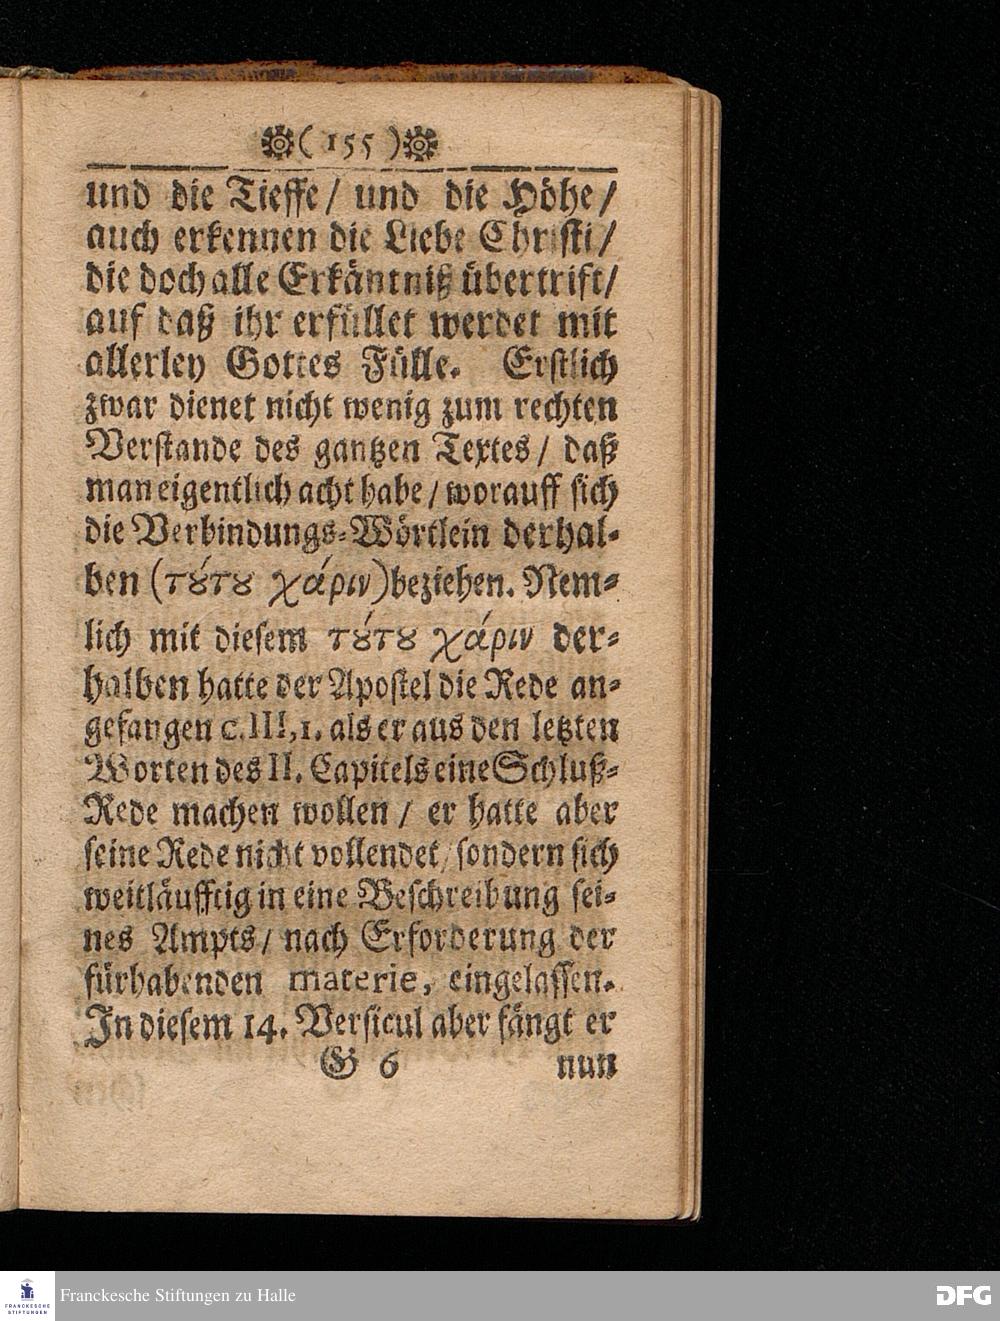 ( 155 )
und die Tieffe / und die Höhe /
auch erkennen die Liebe Christi /
die doch alle Erkäntniß übertrift /
auf daß ihr erfüllet werdet mit
allerley Gottes Fülle. Erstlich
zwar dienet nicht wenig zum rechten
Verstande des gantzen Textes / daß
man eigentlich acht habe / worauff sich
die Verbindungs-Wörtlein derhal-
ben (τȣ́τȣ χάριν) beziehen. Nem-
lich mit diesem τȣ́τȣ χάριν der-
halben hatte der Apostel die Rede an-
gefangen c. III, 1. als er aus den letzten
Worten des II. Capitels eine Schluß-
Rede machen wollen / er hatte aber
seine Rede nicht vollendet / sondern sich
weitläufftig in eine Beschreibung sei-
nes Ampts / nach Erforderung der
fürhabenden materie, eingelassen.
In diesem 14. Versicul aber fängt er
G 6 nun
FRANCKESCHE STIFTUNGEN
Franckesche Stiftungen zu Halle
DFG